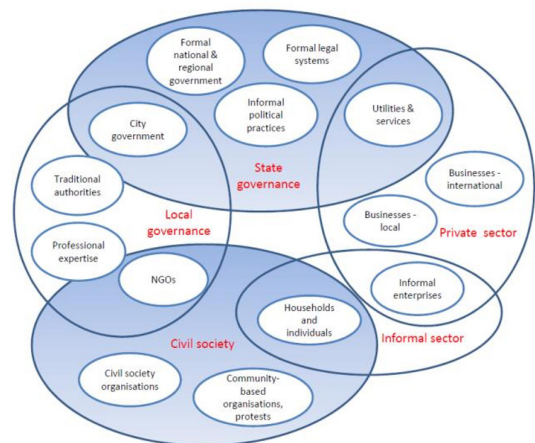 Formal
national &
regional
government
Formal legal
systems
Informal
political
practices
Utilities &
services
City
government
State
governance
Traditional
authorities
Businesses -
international
Local
governance
Businesses -
local
Private sector
Professional
expertise
NGOs
Informal
enterprises
Households
and
individuals
Civil society
Informal sector
Civil society
organisations
Community-
based
organisations,
protests